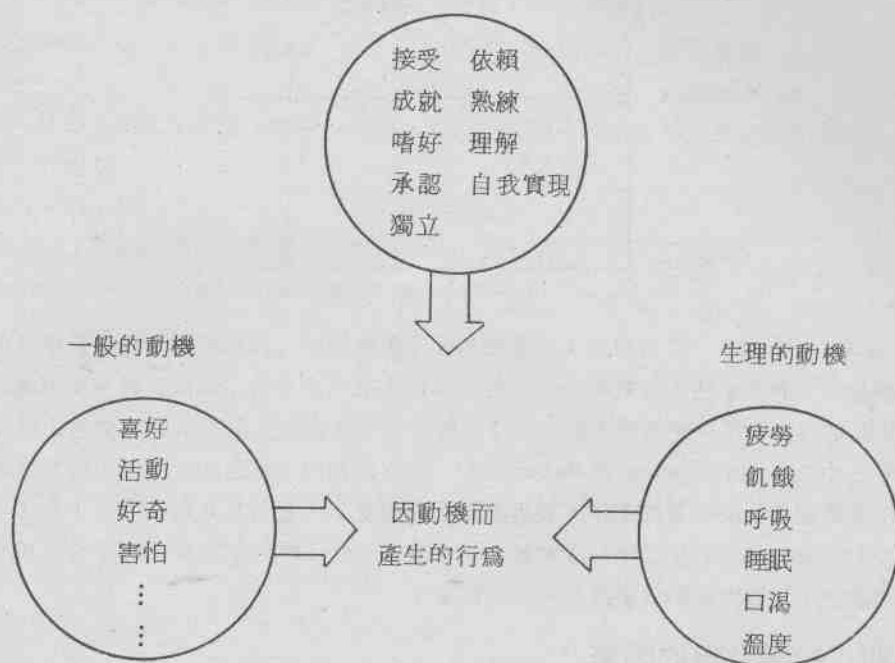 接受　依賴
成就　熟練
嗜好　理解
承認　自我實現
獨立
一般的動機
生理的動機
喜好
活動
好奇
害怕
⋮
⋮
因動機而
產生的行爲
疲勞
飢餓
呼吸
睡眠
口渴
溫度